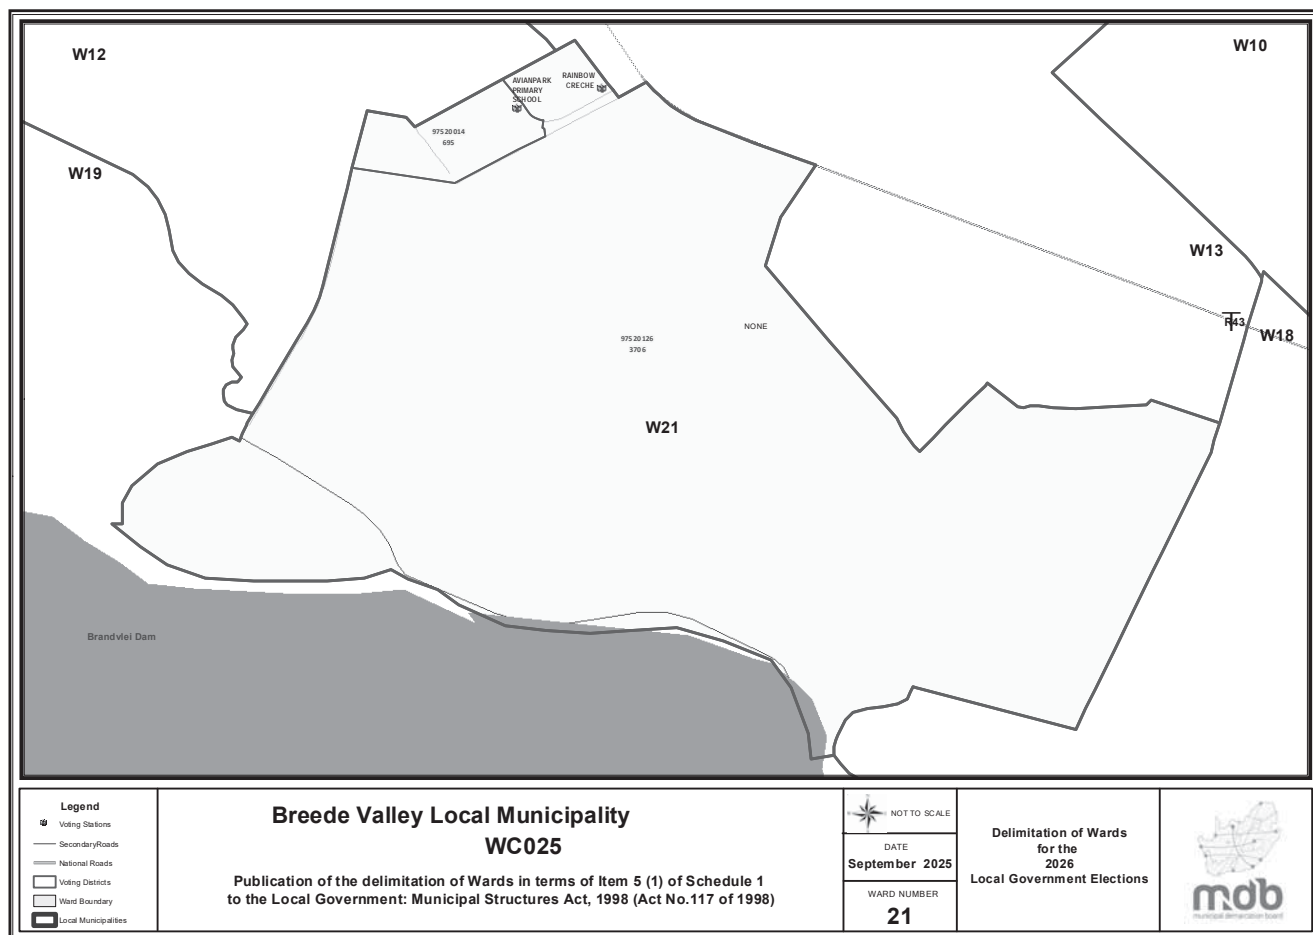 W12
W10
AVIANPARK
PRIMARY
SCHOOL
RAINBOW
CRECHE
97520014
695
W19
W13
R43
W18
NONE
97520126
3706
W21
Brandvlei Dam
Legend
Voting Stations
SecondaryRoads
National Roads
Voting Districts
Ward Boundary
Local Municipalities
Breede Valley Local Municipality
WC025
Publication of the delimitation of Wards in terms of Item 5 (1) of Schedule 1
to the Local Government: Municipal Structures Act, 1998 (Act No.117 of 1998)
NOT TO SCALE
DATE
September 2025
WARD NUMBER
21
Delimitation of Wards
for the
2026
Local Government Elections
mdb
municipal demarcation board